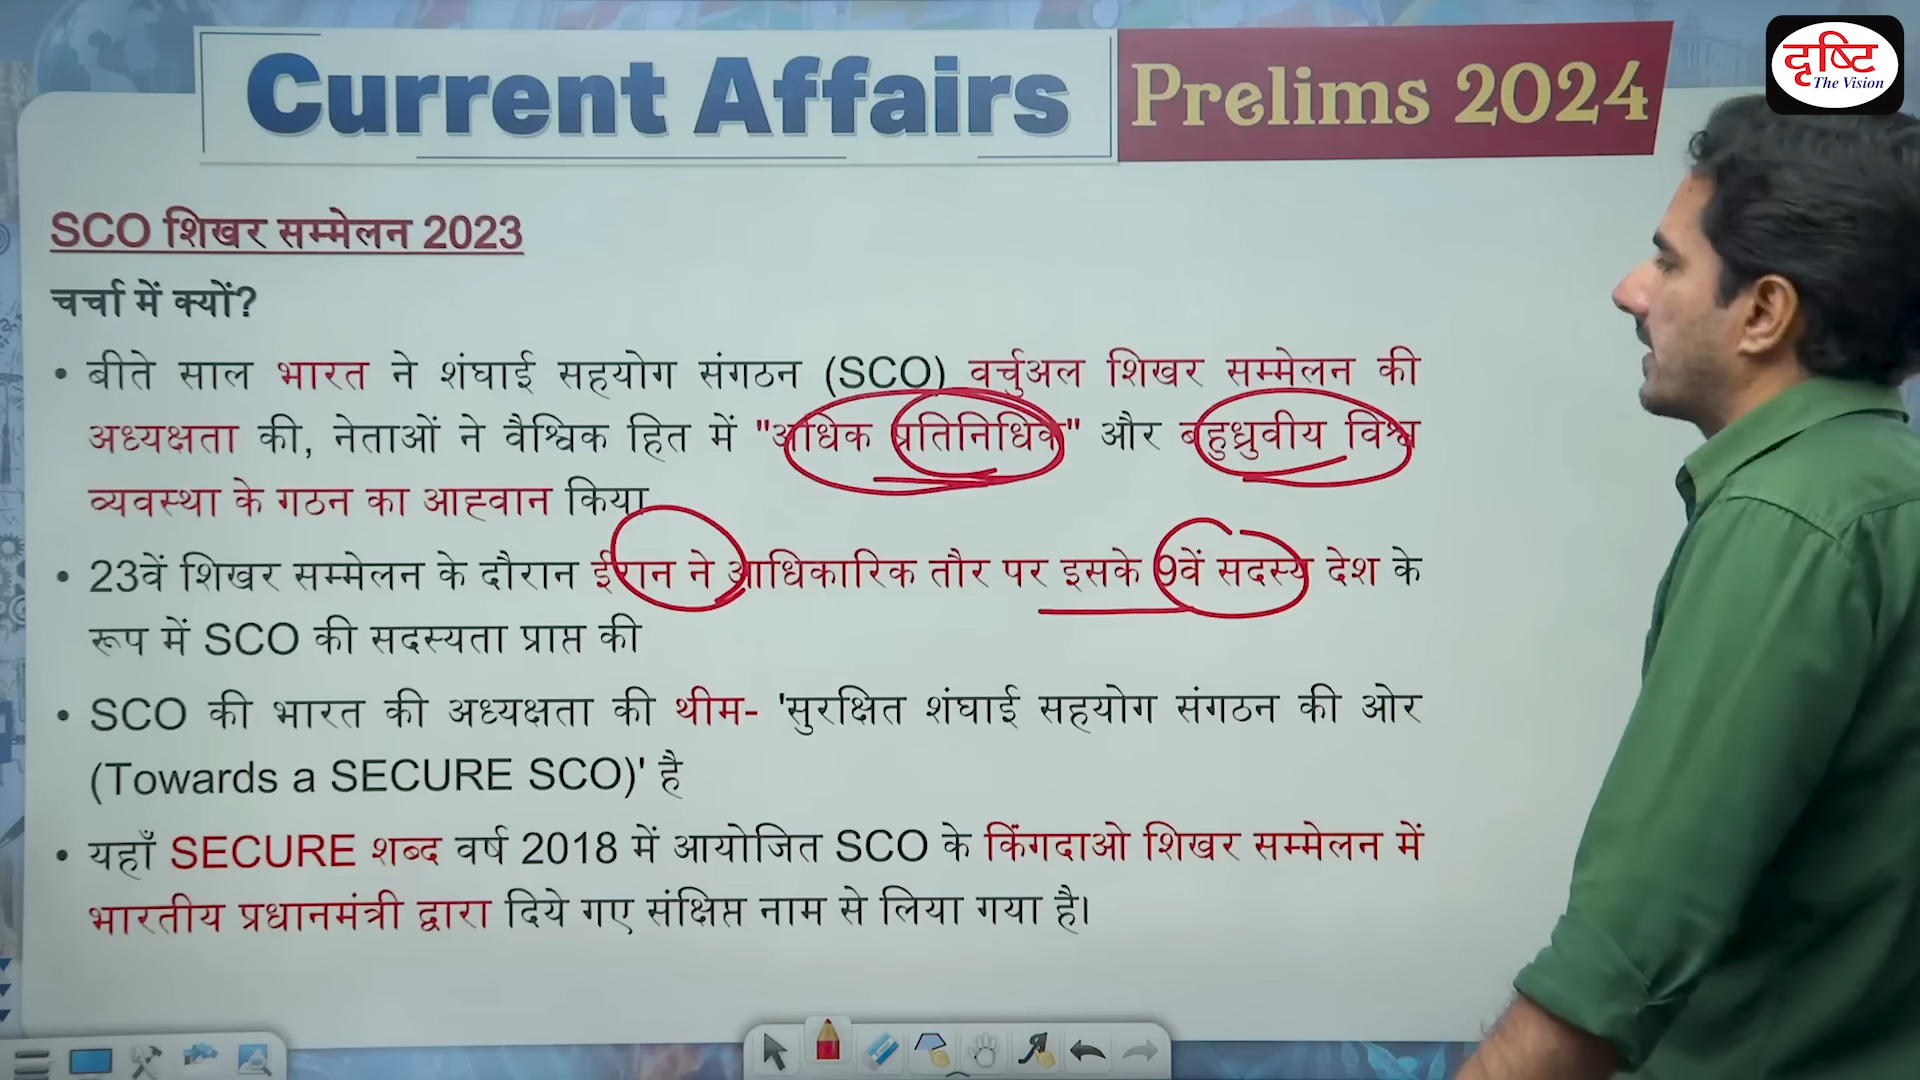 Current Affairs Prelims 2024
दृष्टि
The Vision
SCO शिखर सम्मेलन 2023
चर्चा में क्यों?
• बीते साल भारत ने शंघाई सहयोग संगठन (SCO) वर्चुअल शिखर सम्मेलन की
अध्यक्षता की, नेताओं ने वैश्विक हित में "अधिक प्रतिनिधिक" और बहुध्रुवीय विश्व
व्यवस्था के गठन का आह्वान किया
• 23वें शिखर सम्मेलन के दौरान ईरान ने आधिकारिक तौर पर इसके 9वें सदस्य देश के
रूप में SCO की सदस्यता प्राप्त की
• SCO की भारत की अध्यक्षता की थीम- 'सुरक्षित शंघाई सहयोग संगठन की ओर
(Towards a SECURE SCO)' है
• यहाँ SECURE शब्द वर्ष 2018 में आयोजित SCO के किंगदाओ शिखर सम्मेलन में
भारतीय प्रधानमंत्री द्वारा दिये गए संक्षिप्त नाम से लिया गया है।